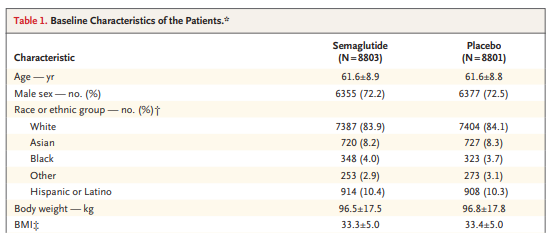 Table 1. Baseline Characteristics of the Patients.*
Characteristic Semaglutide (N=8803) Placebo (N=8801)
Age — yr 61.6±8.9 61.6±8.8
Male sex — no. (%) 6355 (72.2) 6377 (72.5)
Race or ethnic group — no. (%)†
White 7387 (83.9) 7404 (84.1)
Asian 720 (8.2) 727 (8.3)
Black 348 (4.0) 323 (3.7)
Other 253 (2.9) 273 (3.1)
Hispanic or Latino 914 (10.4) 908 (10.3)
Body weight — kg 96.5±17.5 96.8±17.8
BMI‡ 33.3±5.0 33.4±5.0